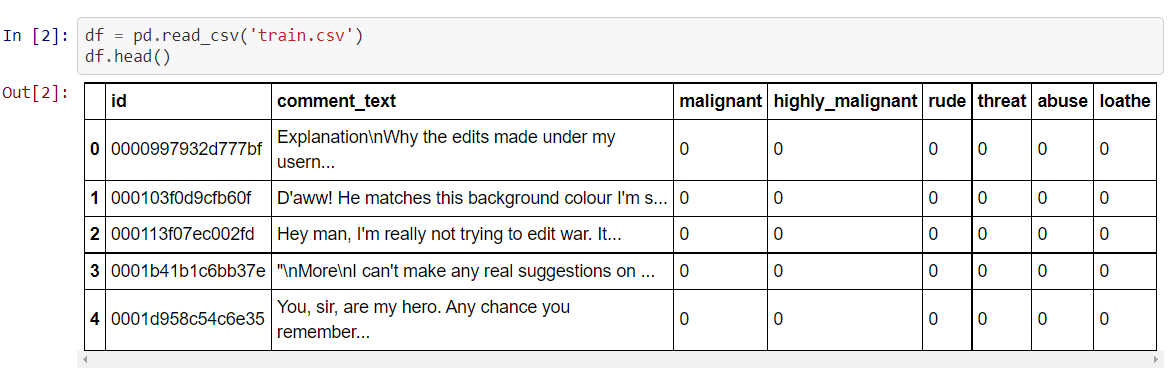 In [2]: df = pd.read_csv('train.csv')
df.head()
Out[2]:
id comment_text malignant highly_malignant rude threat abuse loathe
0 0000997932d777bf Explanation\nWhy the edits made under my
usern... 0 0 0 0 0 0
1 000103f0d9cfb60f D'aww! He matches this background colour I'm s... 0 0 0 0 0 0
2 000113f07ec002fd Hey man, I'm really not trying to edit war. It... 0 0 0 0 0 0
3 0001b41b1c6bb37e "\nMore\nI can't make any real suggestions on ... 0 0 0 0 0 0
4 0001d958c54c6e35 You, sir, are my hero. Any chance you
remember... 0 0 0 0 0 0